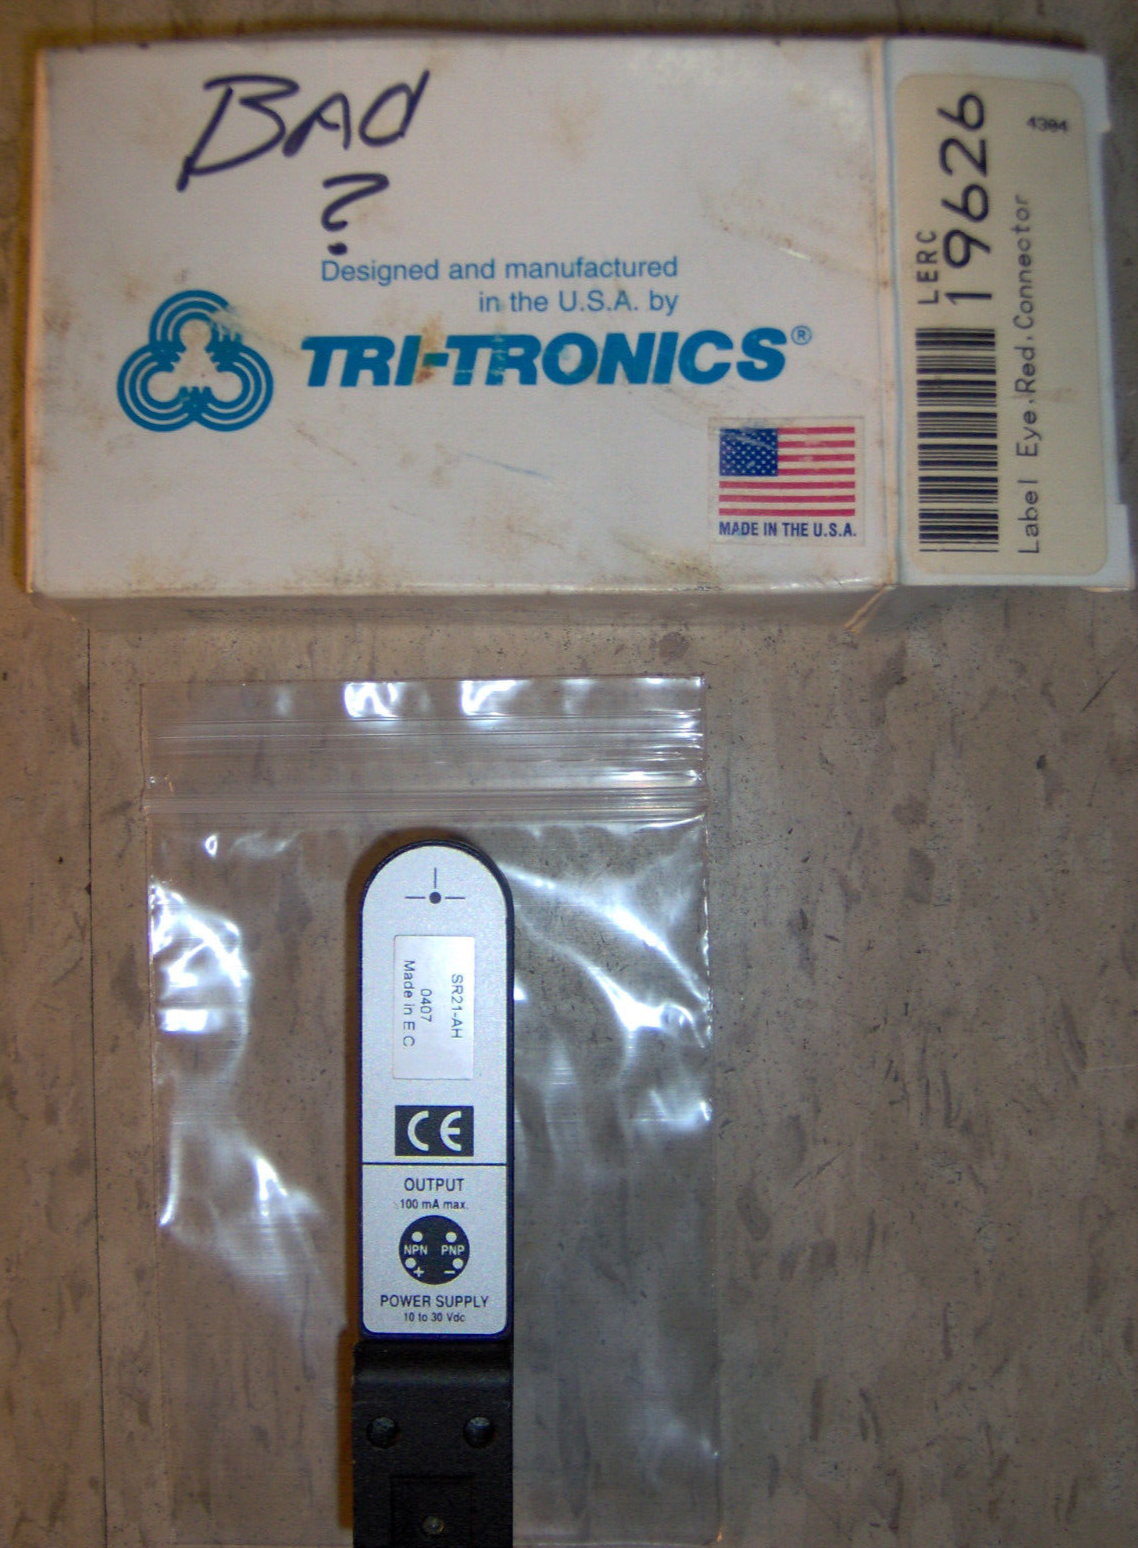 BAd
?
Designed and manufactured
in the U.S.A. by
TRI-TRONICS®
MADE IN THE U.S.A.
LERC
19626
4304
Label Eye,Red,Connector
SR21-AH
0407
Made in E C
CE
OUTPUT
100 mA max.
NPN PNP
+ −
POWER SUPPLY
10 to 30 Vdc